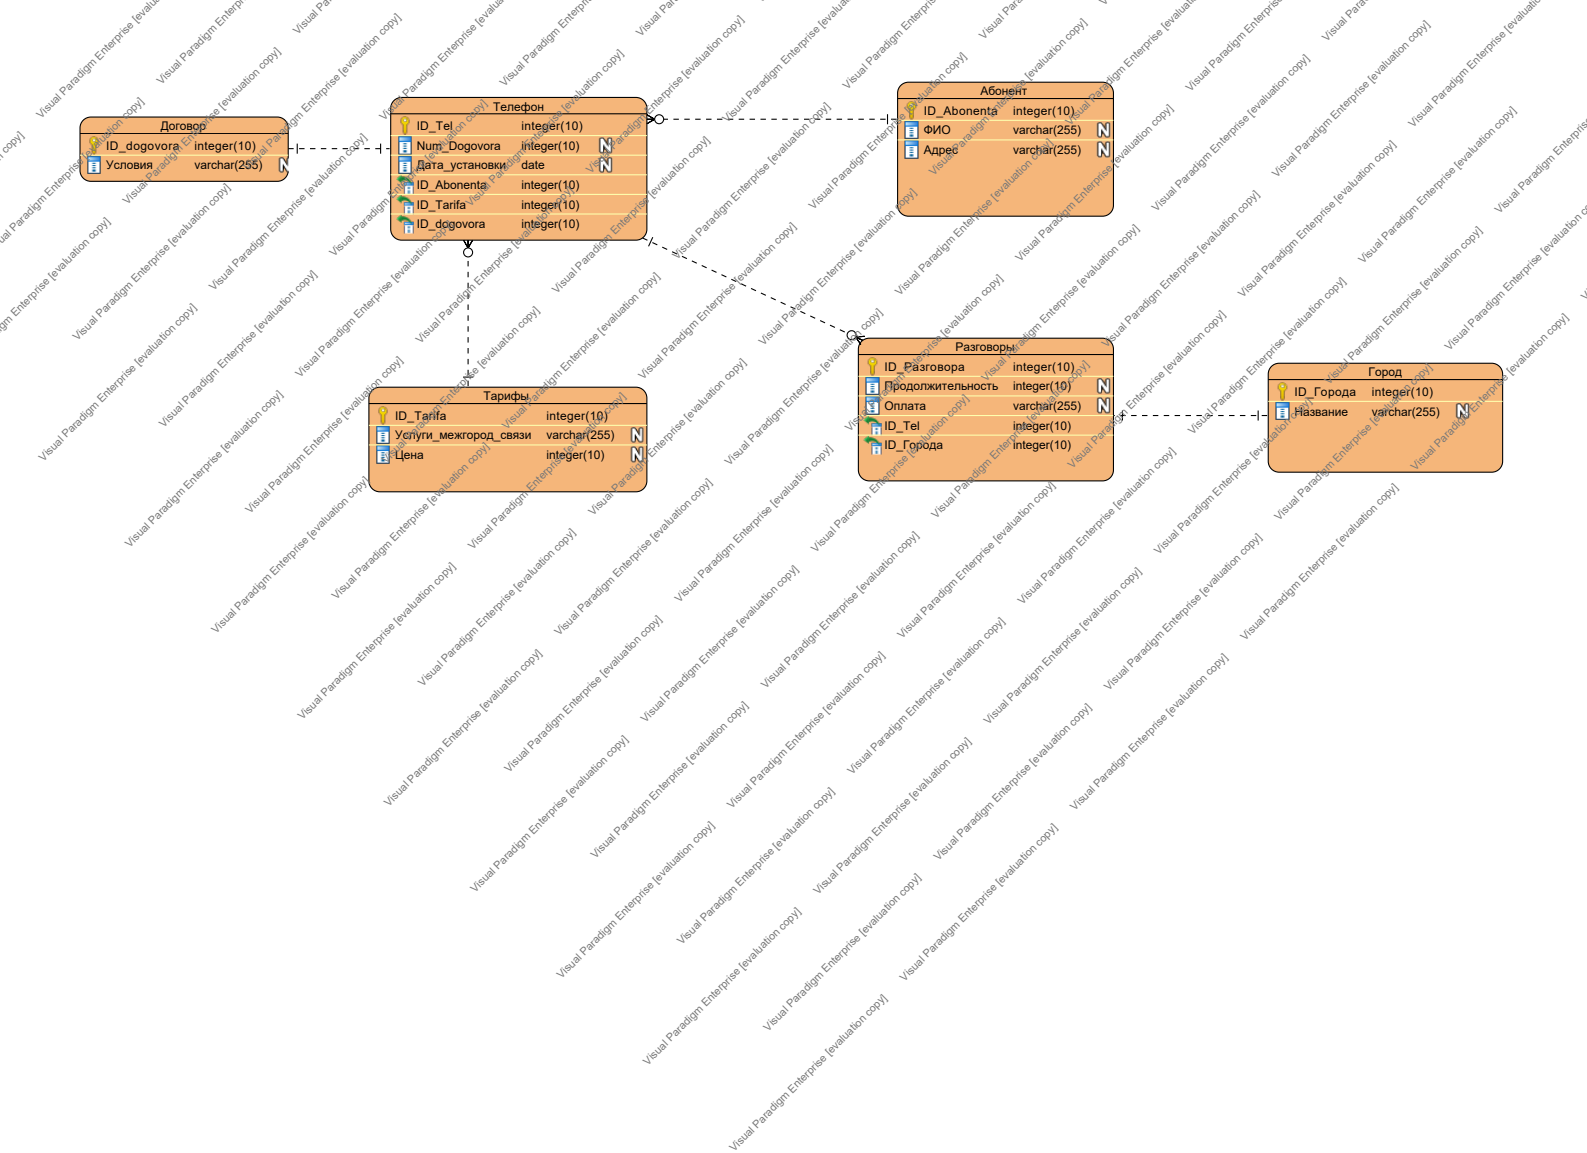 Договор
ID_dogovora integer(10)
Условия varchar(255) N
Телефон
ID_Tel integer(10)
Num_Dogovora integer(10) N
Дата_установки date N
ID_Abonenta integer(10)
ID_Tarifa integer(10)
ID_dogovora integer(10)
Абонент
ID_Abonenta integer(10)
ФИО varchar(255) N
Адрес varchar(255) N
Тарифы
ID_Tarifa integer(10)
Услуги_межгород_связи varchar(255) N
Цена integer(10) N
Разговоры
ID_Разговора integer(10)
Продолжительность integer(10) N
Оплата varchar(255) N
ID_Tel integer(10)
ID_Города integer(10)
Город
ID_Города integer(10)
Название varchar(255) N
Visual Paradigm Enterprise [evaluation copy]